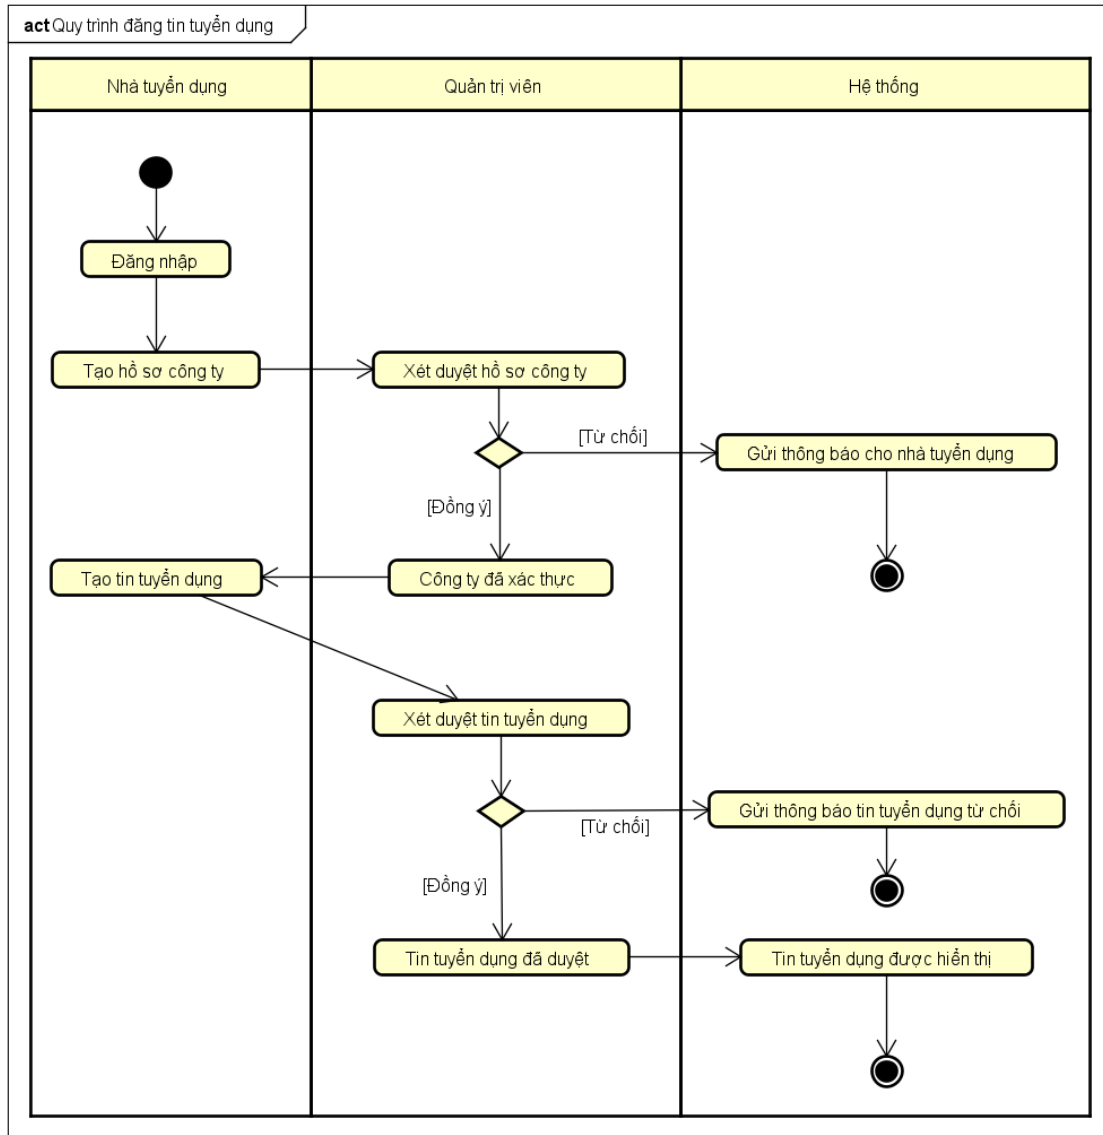 act Quy trình đăng tin tuyển dụng
Nhà tuyển dụng
Quản trị viên
Hệ thống
Đăng nhập
Tạo hồ sơ công ty
Xét duyệt hồ sơ công ty
[Từ chối]
Gửi thông báo cho nhà tuyển dụng
[Đồng ý]
Tạo tin tuyển dụng
Công ty đã xác thực
Xét duyệt tin tuyển dụng
Gửi thông báo tin tuyển dụng từ chối
[Từ chối]
[Đồng ý]
Tin tuyển dụng đã duyệt
Tin tuyển dụng được hiển thị